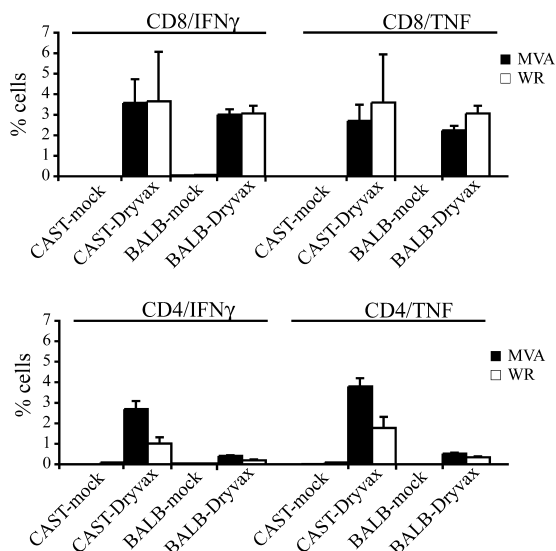 CD8/IFNγ
CD8/TNF
% cells
7
6
5
4
3
2
1
0
MVA
WR
CAST-mock
CAST-Dryvax
BALB-mock
BALB-Dryvax
CAST-mock
CAST-Dryvax
BALB-mock
BALB-Dryvax
CD4/IFNγ
CD4/TNF
% cells
7
6
5
4
3
2
1
0
MVA
WR
CAST-mock
CAST-Dryvax
BALB-mock
BALB-Dryvax
CAST-mock
CAST-Dryvax
BALB-mock
BALB-Dryvax